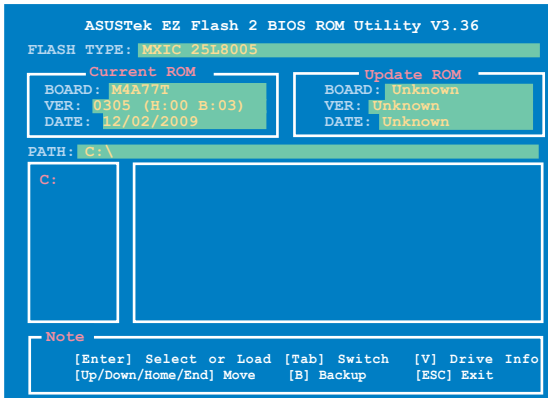 ASUSTek EZ Flash 2 BIOS ROM Utility V3.36
FLASH TYPE: MXIC 25L8005
Current ROM
BOARD: M4A77T
VER: 0305 (H:00 B:03)
DATE: 12/02/2009
Update ROM
BOARD: Unknown
VER: Unknown
DATE: Unknown
PATH: C:\
C:
Note
[Enter] Select or Load [Tab] Switch [V] Drive Info
[Up/Down/Home/End] Move [B] Backup [ESC] Exit